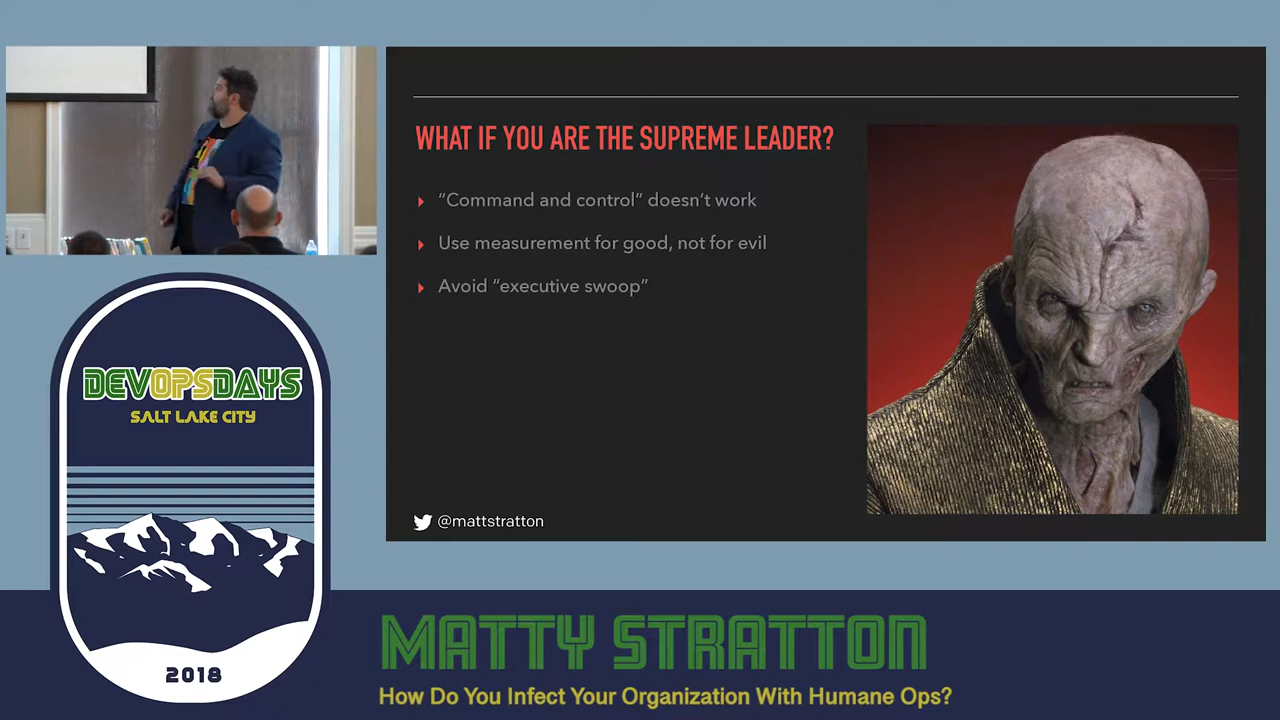 WHAT IF YOU ARE THE SUPREME LEADER?
“Command and control” doesn’t work
Use measurement for good, not for evil
Avoid “executive swoop”
@mattstratton
DEVOPSDAYS
SALT LAKE CITY
2018
MATTY STRATTON
How Do You Infect Your Organization With Humane Ops?